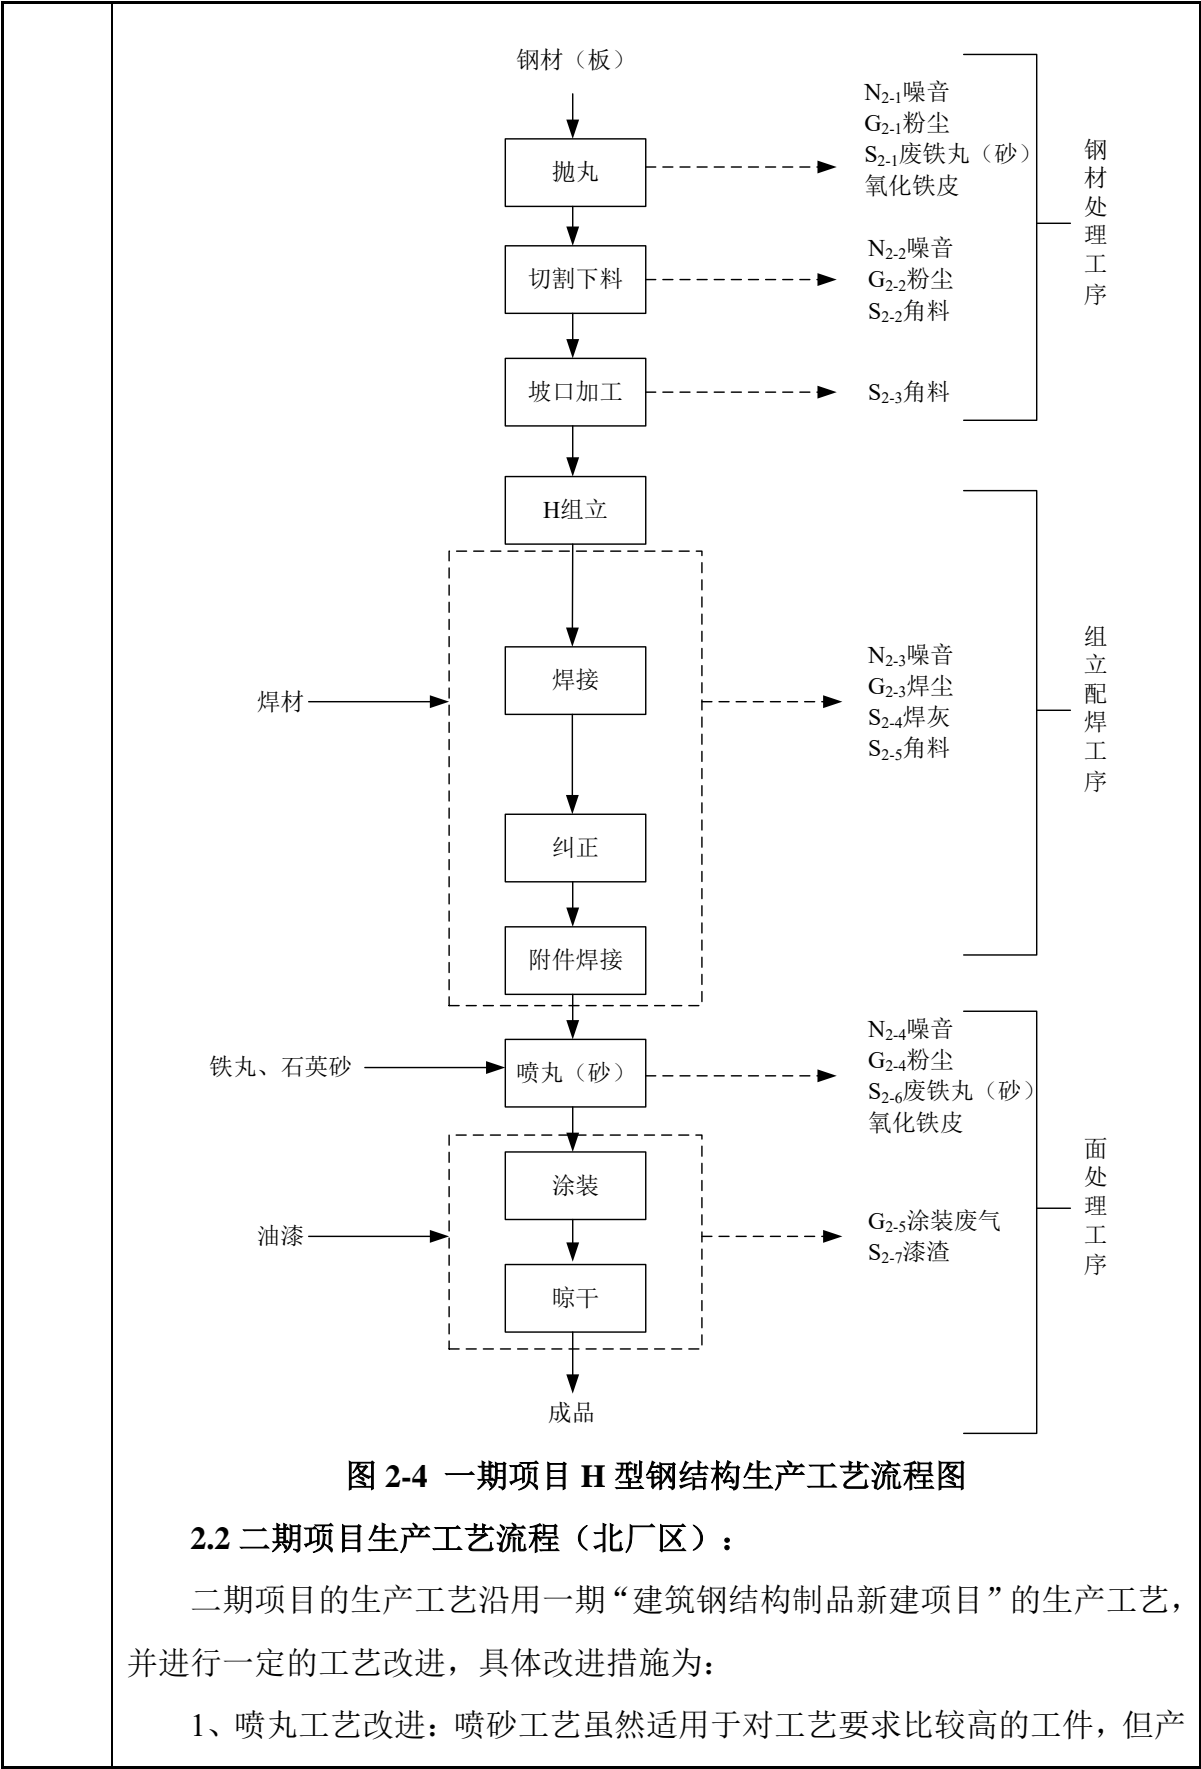 钢材（板）
N2-1噪音
G2-1粉尘
S2-1废铁丸（砂）
氧化铁皮
抛丸
钢材处理工序
N2-2噪音
G2-2粉尘
S2-2角料
切割下料
坡口加工
S2-3角料
H组立
焊接
焊材
N2-3噪音
G2-3焊尘
S2-4焊灰
S2-5角料
组立配焊工序
纠正
附件焊接
铁丸、石英砂
喷丸（砂）
N2-4噪音
G2-4粉尘
S2-6废铁丸（砂）
氧化铁皮
面处理工序
涂装
油漆
G2-5涂装废气
S2-7漆渣
晾干
成品
图 2-4 一期项目 H 型钢结构生产工艺流程图
2.2 二期项目生产工艺流程（北厂区）：
二期项目的生产工艺沿用一期“建筑钢结构制品新建项目”的生产工艺，
并进行一定的工艺改进，具体改进措施为：
1、喷丸工艺改进：喷砂工艺虽然适用于对工艺要求比较高的工件，但产